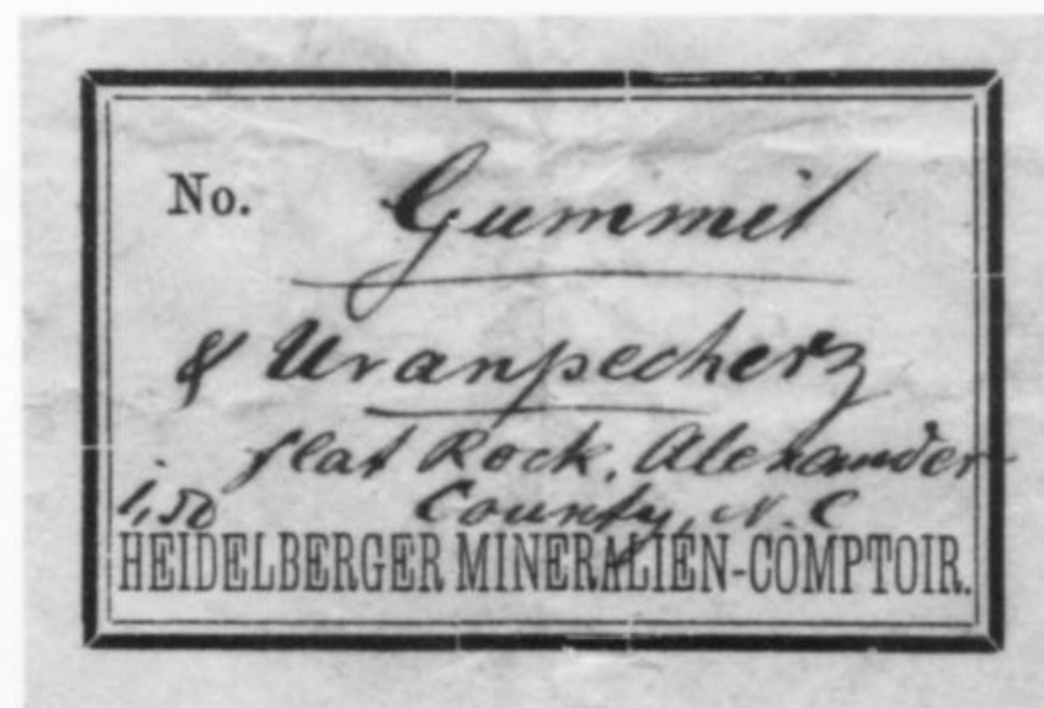 No. Gummit
& Uranpecherz
flat Rock, Alexander
1,50 County, N. C
HEIDELBERGER MINERALIEN-COMPTOIR.